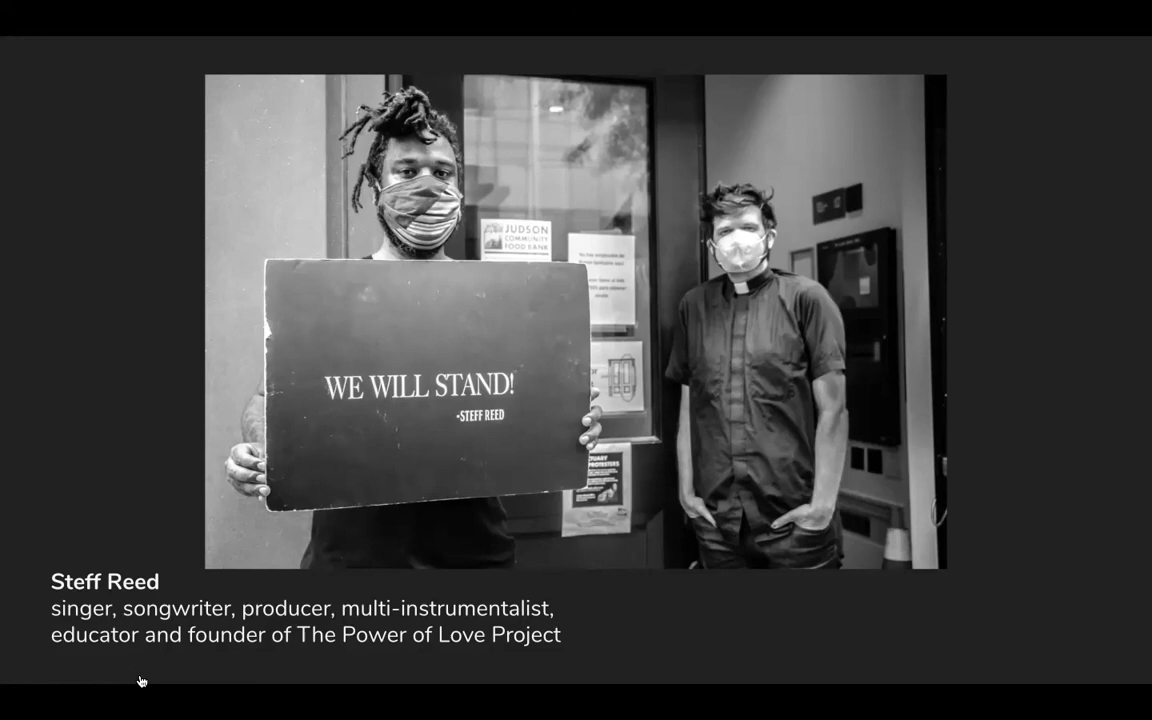 JUDSON
COMMUNITY
FOOD BANK
WE WILL STAND!
-STEFF REED
PROTESTERS
Steff Reed
singer, songwriter, producer, multi-instrumentalist,
educator and founder of The Power of Love Project